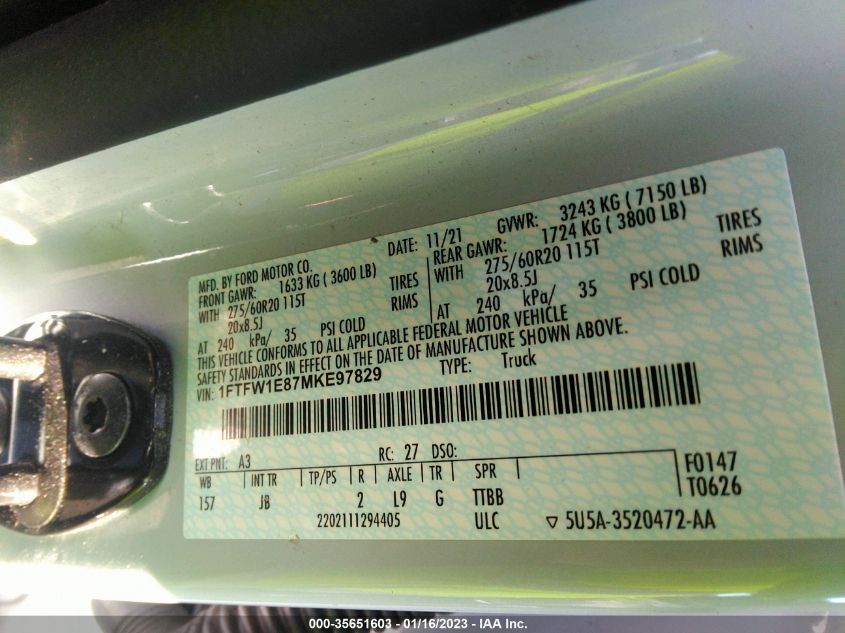 MFD. BY FORD MOTOR CO.
DATE: 11/21 GVWR: 3243 KG ( 7150 LB)
FRONT GAWR: 1633 KG ( 3600 LB)
WITH 275/60R20 115T TIRES
20x8.5J RIMS
AT 240 kPa/ 35 PSI COLD
REAR GAWR: 1724 KG ( 3800 LB)
WITH 275/60R20 115T TIRES
20x8.5J RIMS
AT 240 kPa/ 35 PSI COLD
THIS VEHICLE CONFORMS TO ALL APPLICABLE FEDERAL MOTOR VEHICLE
SAFETY STANDARDS IN EFFECT ON THE DATE OF MANUFACTURE SHOWN ABOVE.
VIN: 1FTFW1E87MKE97829 TYPE: Truck
EXT PNT: A3 RC: 27 DSO:
WB INT TR TP/PS R AXLE TR SPR
157 JB 2 L9 G TTBB
F0147
T0626
2202111294405 ULC ▽ 5U5A-3520472-AA
000-35651603 - 01/16/2023 - IAA Inc.